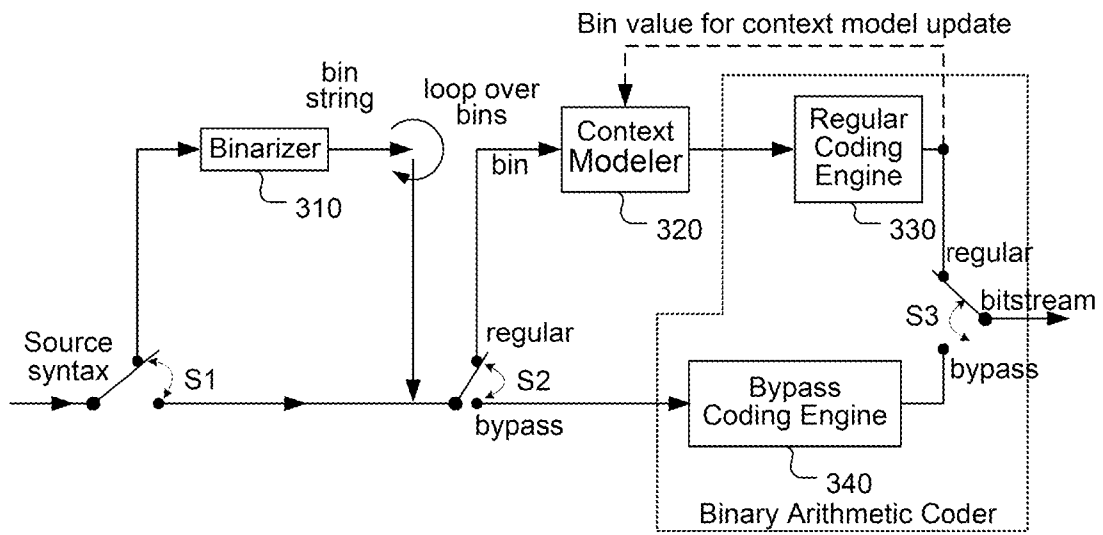 Bin value for context model update
bin
string
loop over
bins
Binarizer
310
bin
Context
Modeler
320
Regular
Coding
Engine
330
regular
bitstream
S3
bypass
Source
syntax
S1
regular
S2
bypass
Bypass
Coding Engine
340
Binary Arithmetic Coder